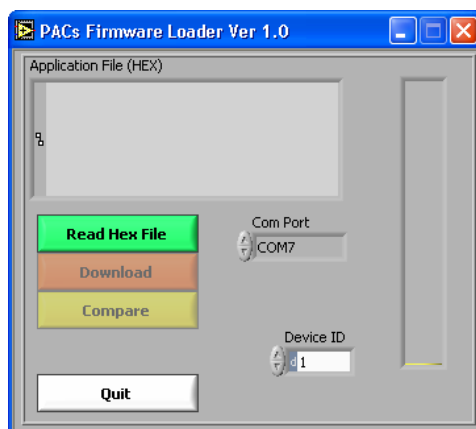 PACs Firmware Loader Ver 1.0
Application File (HEX)
Read Hex File
Download
Compare
Quit
Com Port
COM7
Device ID
d 1